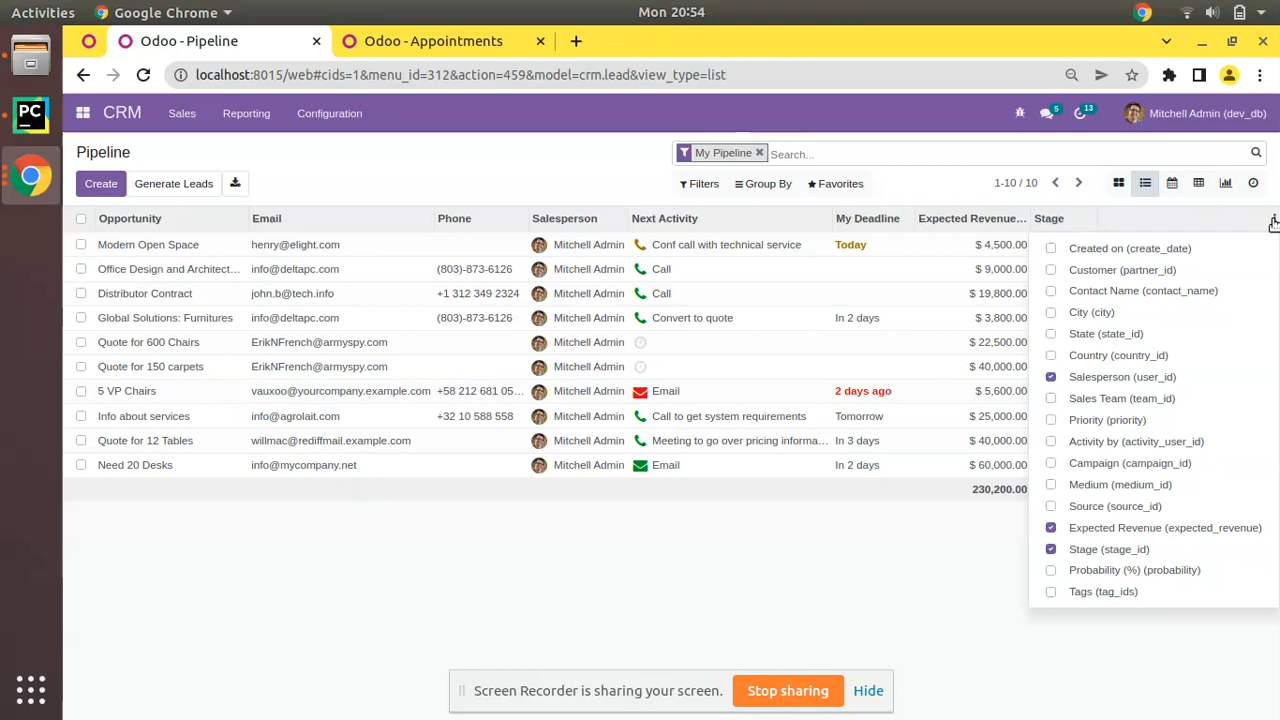 Activities Google Chrome Mon 20:54
Odoo - Pipeline Odoo - Appointments
localhost:8015/web#cids=1&menu_id=312&action=459&model=crm.lead&view_type=list
CRM Sales Reporting Configuration 5 13 Mitchell Admin (dev_db)
Pipeline My Pipeline Search...
Create Generate Leads Filters Group By Favorites 1-10 / 10
Opportunity Email Phone Salesperson Next Activity My Deadline Expected Revenue... Stage
Modern Open Space henry@elight.com Mitchell Admin Conf call with technical service Today $ 4,500.00
Office Design and Architect... info@deltapc.com (803)-873-6126 Mitchell Admin Call $ 9,000.00
Distributor Contract john.b@tech.info +1 312 349 2324 Mitchell Admin Call $ 19,800.00
Global Solutions: Furnitures info@deltapc.com (803)-873-6126 Mitchell Admin Convert to quote In 2 days $ 3,800.00
Quote for 600 Chairs ErikNFrench@armyspy.com Mitchell Admin $ 22,500.00
Quote for 150 carpets ErikNFrench@armyspy.com Mitchell Admin $ 40,000.00
5 VP Chairs vauxoo@yourcompany.example.com +58 212 681 05... Mitchell Admin Email 2 days ago $ 5,600.00
Info about services info@agrolait.com +32 10 588 558 Mitchell Admin Call to get system requirements Tomorrow $ 25,000.00
Quote for 12 Tables willmac@rediffmail.example.com Mitchell Admin Meeting to go over pricing informa... In 3 days $ 40,000.00
Need 20 Desks info@mycompany.net Mitchell Admin Email In 2 days $ 60,000.00
230,200.00
Created on (create_date)
Customer (partner_id)
Contact Name (contact_name)
City (city)
State (state_id)
Country (country_id)
Salesperson (user_id)
Sales Team (team_id)
Priority (priority)
Activity by (activity_user_id)
Campaign (campaign_id)
Medium (medium_id)
Source (source_id)
Expected Revenue (expected_revenue)
Stage (stage_id)
Probability (%) (probability)
Tags (tag_ids)
PC
Screen Recorder is sharing your screen. Stop sharing Hide